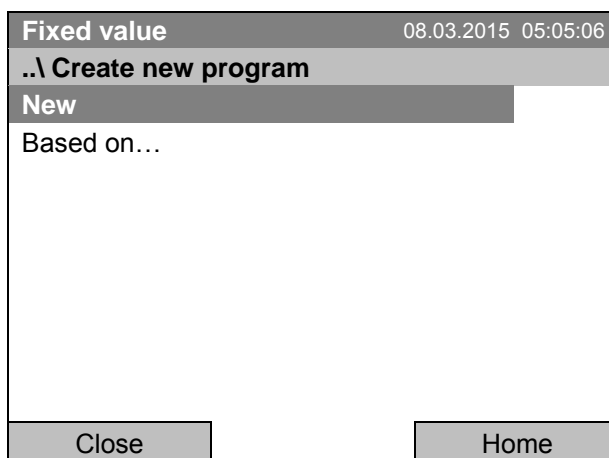 Fixed value 08.03.2015 05:05:06
..\ Create new program
New
Based on…
Close Home